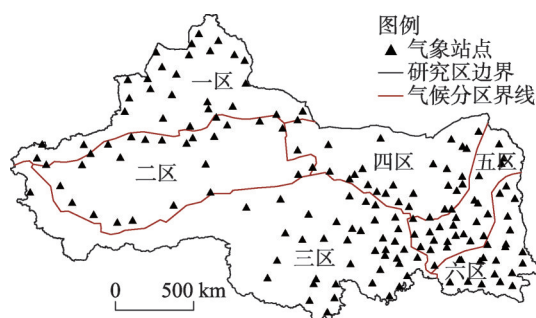 图例
气象站点
研究区边界
气候分区界线
一区
二区
四区
五区
三区
六区
0 500 km